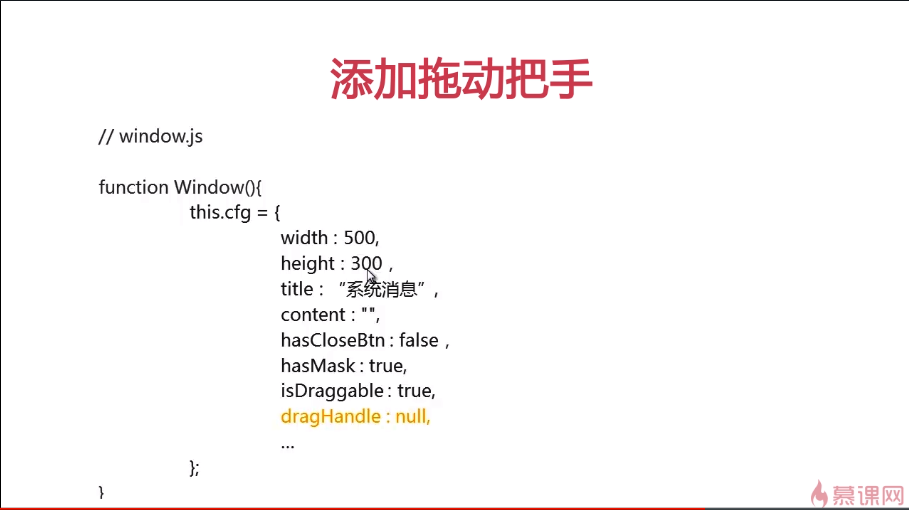 添加拖动把手
// window.js
function Window(){
this.cfg = {
width : 500,
height : 300 ,
title : “系统消息” ,
content : "",
hasCloseBtn : false ,
hasMask : true,
isDraggable : true,
dragHandle : null,
...
};
}
慕课网